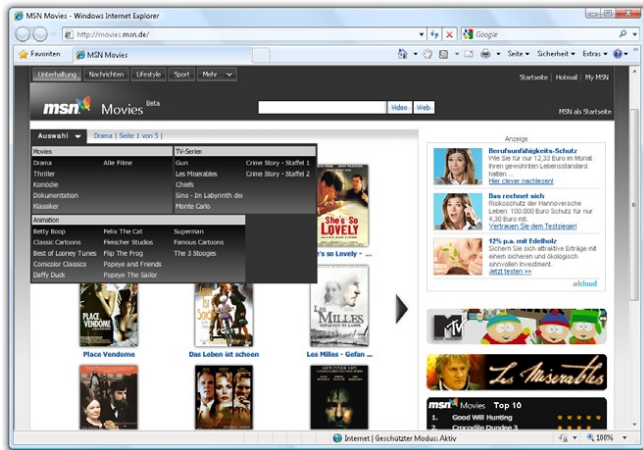 MSN Movies - Windows Internet Explorer
http://movies.msn.de/
Google
Favoriten
MSN Movies
Seite
Sicherheit
Extras
Unterhaltung
Nachrichten
Lifestyle
Sport
Mehr ...
Startseite | Hotmail | My MSN
msn Movies Beta
Video
Web
MSN als Startseite
Auswahl
Drama | Seite 1 von 5 |
Movies
TV-Serien
Drama
Alle Filme
Gun
Crime Story - Staffel 1
Thriller
Les Miserables
Crime Story - Staffel 2
Komödie
Chiefs
Dokumentation
Sins - Im Labyrinth der
Klassiker
Monte Carlo
Animation
Betty Boop
Felix The Cat
Superman
Classic Cartoons
Fleischer Studios
Famous Cartoons
Best of Looney Tunes
Flip The Frog
The 3 Stooges
Comicolor Classics
Popeye and Friends
Daffy Duck
Popeye The Sailor
She's So
LOVELY
's so Lovely - ...
PLACE
VENDÔME
Les
MILLES
Place Vendome
Das Leben ist schoen
Les Milles - Gefan ...
Anzeige
Berufsunfähigkeits-Schutz
Wie Sie für nur 12,33 Euro im Monat
Ihren gewohnten Lebensstandard
halten ...
Hier clever nachlesen!
Das rechnet sich
Risikoschutz der Hannoversche
Leben: 100.000 Euro Schutz für nur
4,30 Euro mtl.
Vertrauen Sie dem Testsieger!
12% p.a. mit Edelholz
Sichern Sie sich attraktive Erträge mit
einem sicheren und ökologisch
sinnvollen Investment.
Jetzt testen »»
adcloud
MTV
Les Miserables
msn Movies Top 10
1. Good Will Hunting
2. Crocodile Dundee 3
Internet | Geschützter Modus: Aktiv
100%